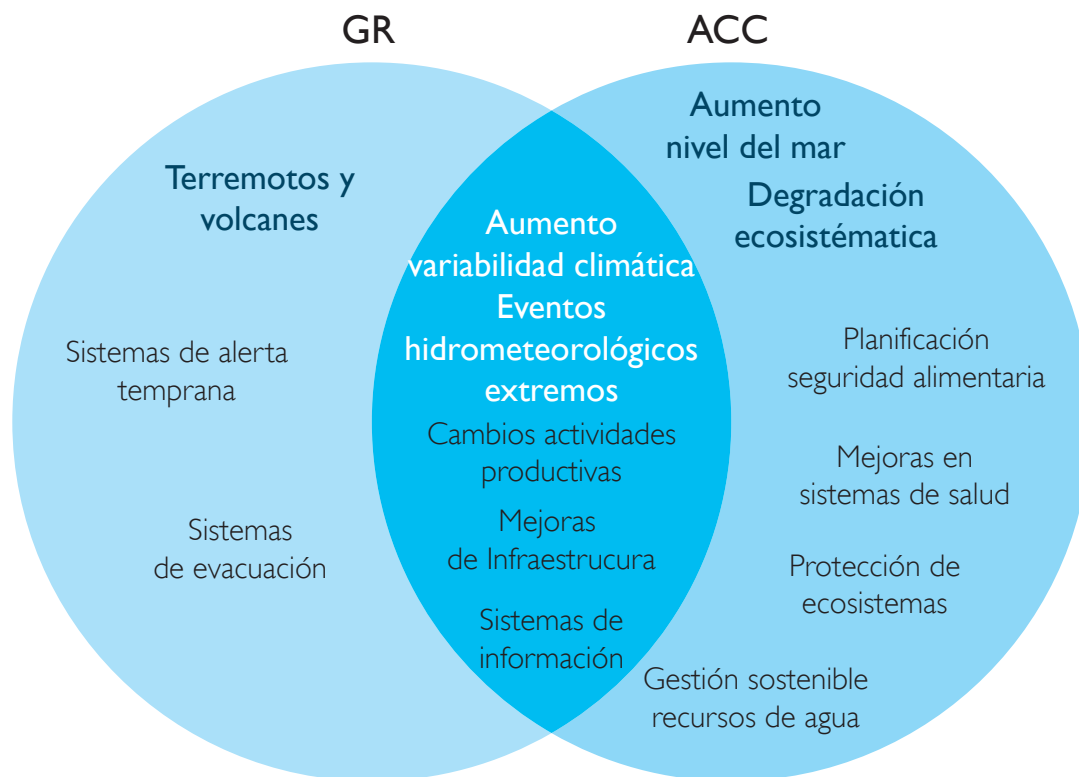 GR
ACC
Terremotos y
volcanes
Sistemas de alerta
temprana
Sistemas
de evacuación
Aumento
variabilidad climática
Eventos
hidrometeorológicos
extremos
Cambios actividades
productivas
Mejoras
de Infraestrucura
Sistemas de
información
Aumento
nivel del mar
Degradación
ecosistématica
Planificación
seguridad alimentaria
Mejoras en
sistemas de salud
Protección de
ecosistemas
Gestión sostenible
recursos de agua